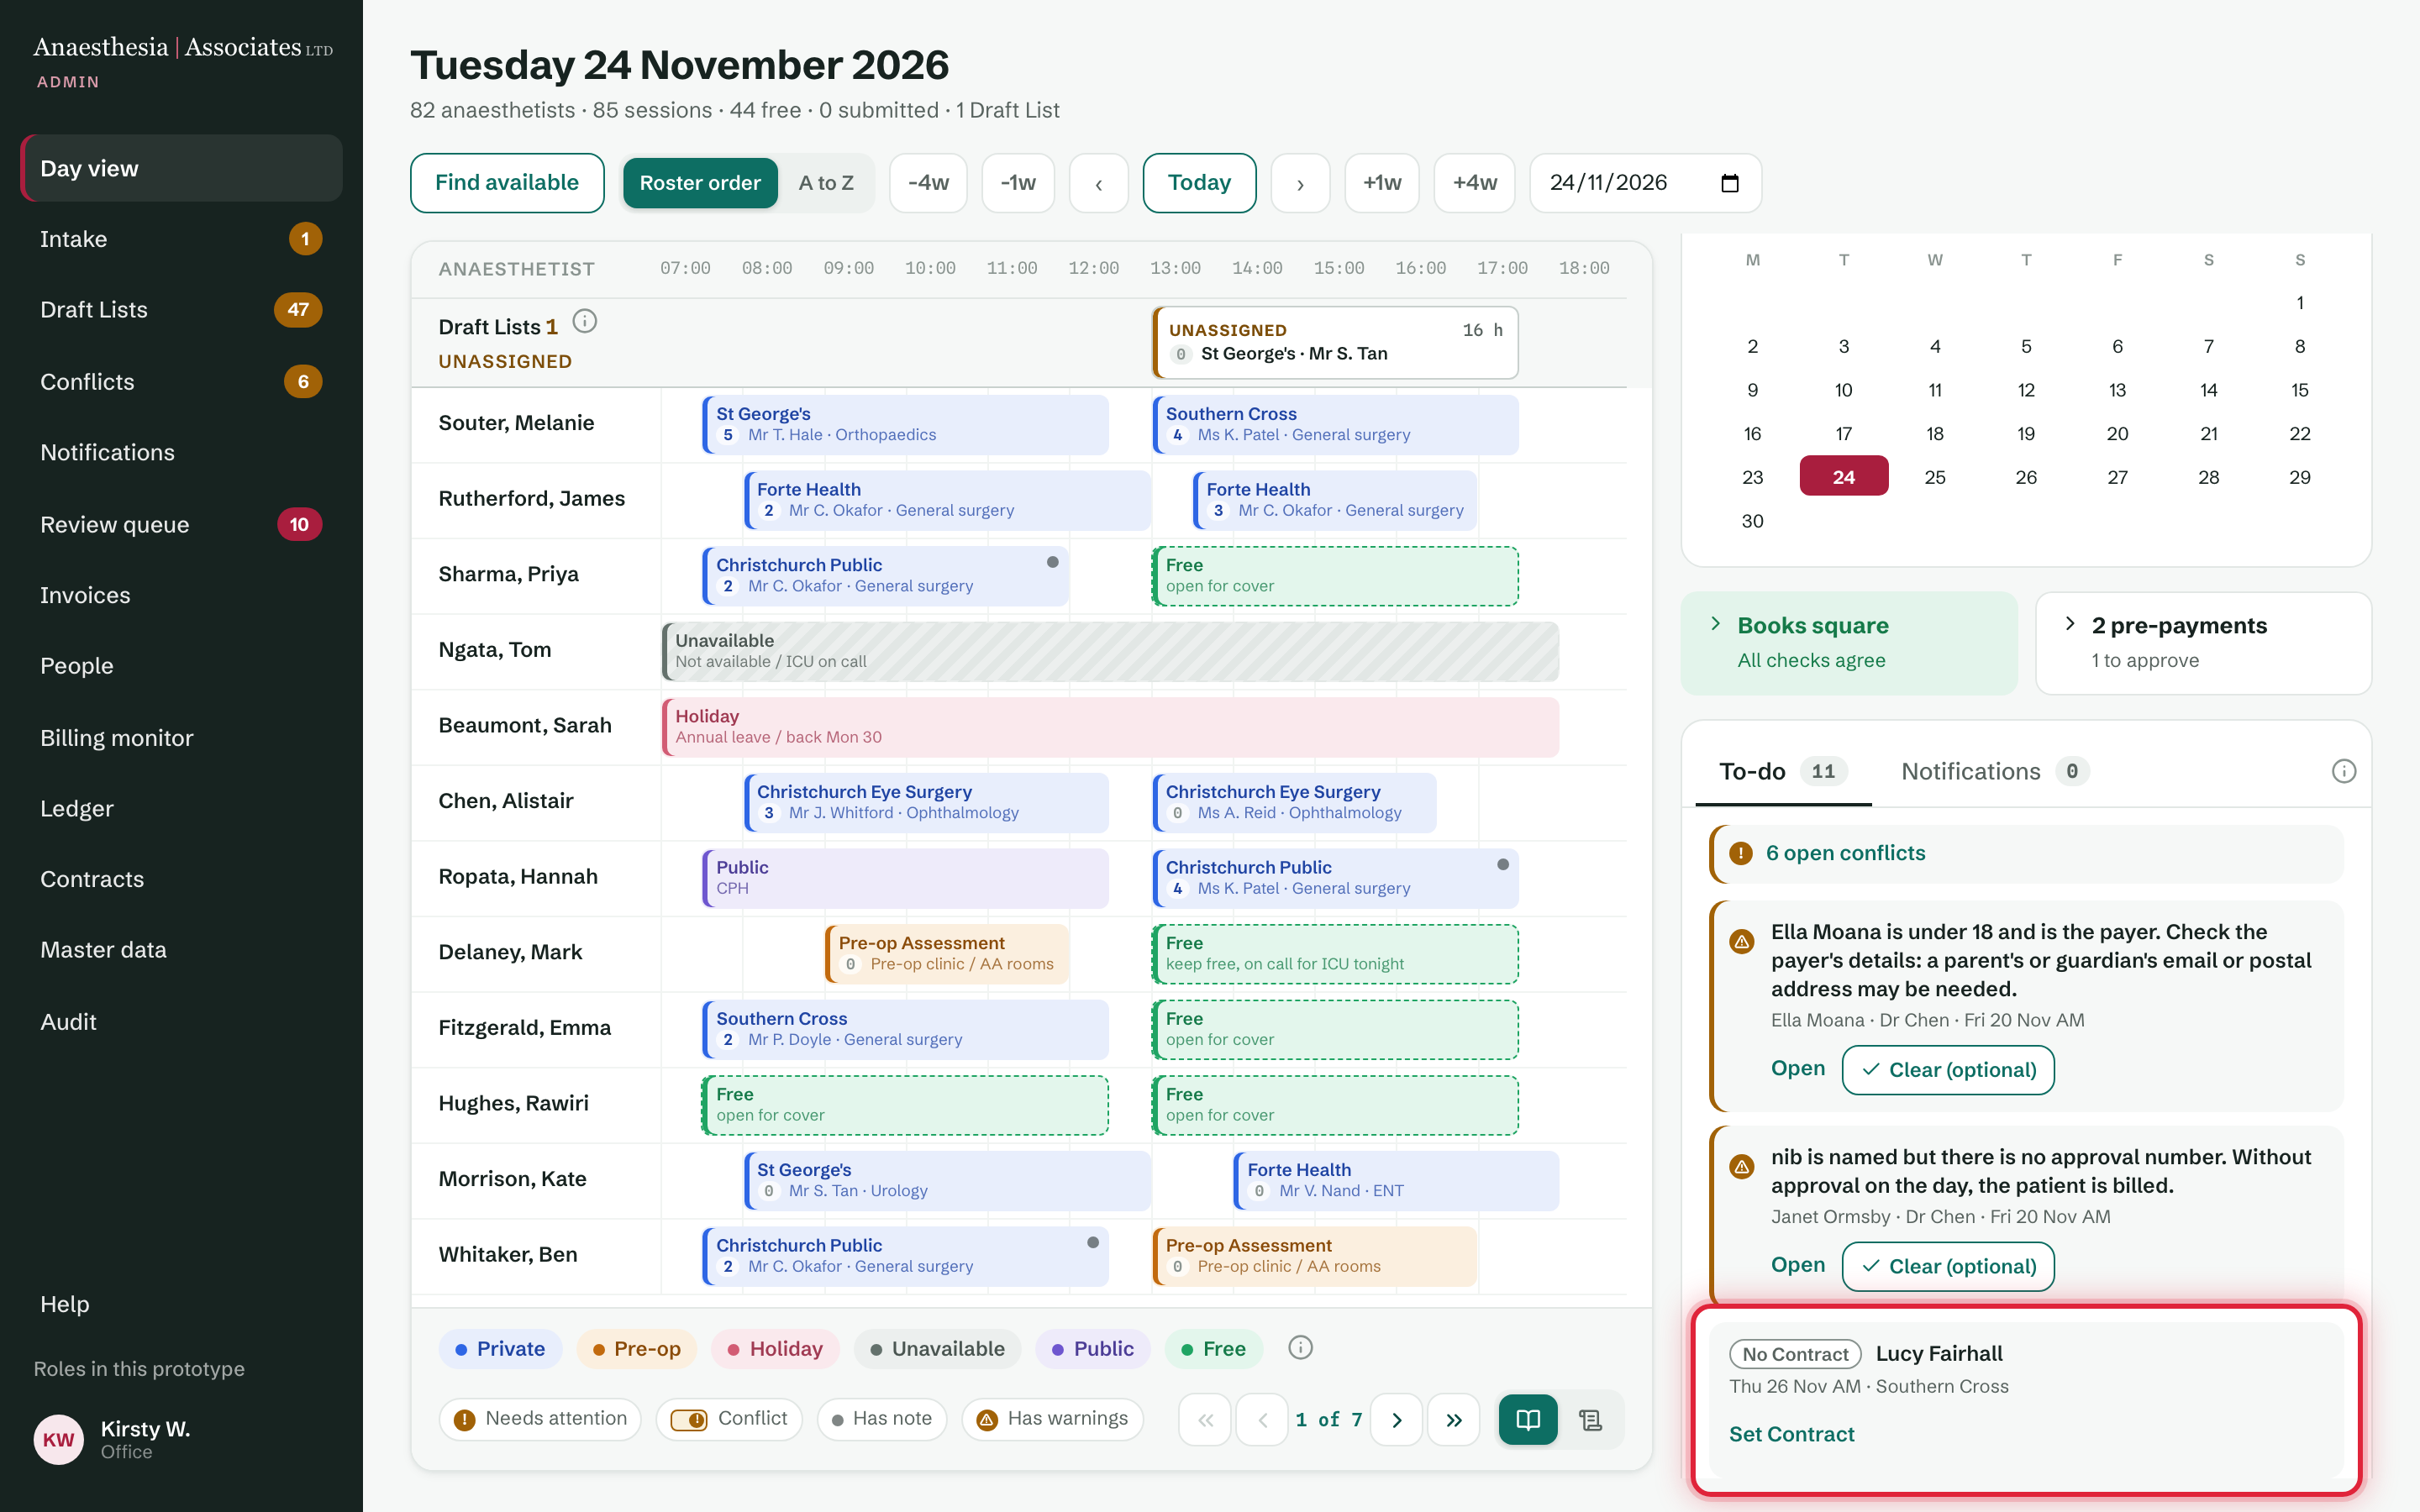 Anaesthesia | Associates LTD
ADMIN
Day view
Intake 1
Draft Lists 47
Conflicts 6
Notifications
Review queue 10
Invoices
People
Billing monitor
Ledger
Contracts
Master data
Audit
Help
Roles in this prototype
KW Kirsty W.
Office
Tuesday 24 November 2026
82 anaesthetists · 85 sessions · 44 free · 0 submitted · 1 Draft List
Find available Roster order A to Z -4w -1w ‹ Today › +1w +4w 24/11/2026
ANAESTHETIST 07:00 08:00 09:00 10:00 11:00 12:00 13:00 14:00 15:00 16:00 17:00 18:00
Draft Lists 1
UNASSIGNED
UNASSIGNED 16 h
0 St George's · Mr S. Tan
Souter, Melanie
St George's
5 Mr T. Hale · Orthopaedics
Southern Cross
4 Ms K. Patel · General surgery
Rutherford, James
Forte Health
2 Mr C. Okafor · General surgery
Forte Health
3 Mr C. Okafor · General surgery
Sharma, Priya
Christchurch Public
2 Mr C. Okafor · General surgery
Free
open for cover
Ngata, Tom
Unavailable
Not available / ICU on call
Beaumont, Sarah
Holiday
Annual leave / back Mon 30
Chen, Alistair
Christchurch Eye Surgery
3 Mr J. Whitford · Ophthalmology
Christchurch Eye Surgery
0 Ms A. Reid · Ophthalmology
Ropata, Hannah
Public
CPH
Christchurch Public
4 Ms K. Patel · General surgery
Delaney, Mark
Pre-op Assessment
0 Pre-op clinic / AA rooms
Free
keep free, on call for ICU tonight
Fitzgerald, Emma
Southern Cross
2 Mr P. Doyle · General surgery
Free
open for cover
Hughes, Rawiri
Free
open for cover
Free
open for cover
Morrison, Kate
St George's
0 Mr S. Tan · Urology
Forte Health
0 Mr V. Nand · ENT
Whitaker, Ben
Christchurch Public
2 Mr C. Okafor · General surgery
Pre-op Assessment
0 Pre-op clinic / AA rooms
Private Pre-op Holiday Unavailable Public Free
Needs attention Conflict Has note Has warnings « ‹ 1 of 7 › »
M T W T F S S
1
2 3 4 5 6 7 8
9 10 11 12 13 14 15
16 17 18 19 20 21 22
23 24 25 26 27 28 29
30
Books square
All checks agree
2 pre-payments
1 to approve
To-do 11 Notifications 0
6 open conflicts
Ella Moana is under 18 and is the payer. Check the
payer's details: a parent's or guardian's email or postal
address may be needed.
Ella Moana · Dr Chen · Fri 20 Nov AM
Open Clear (optional)
nib is named but there is no approval number. Without
approval on the day, the patient is billed.
Janet Ormsby · Dr Chen · Fri 20 Nov AM
Open Clear (optional)
No Contract Lucy Fairhall
Thu 26 Nov AM · Southern Cross
Set Contract